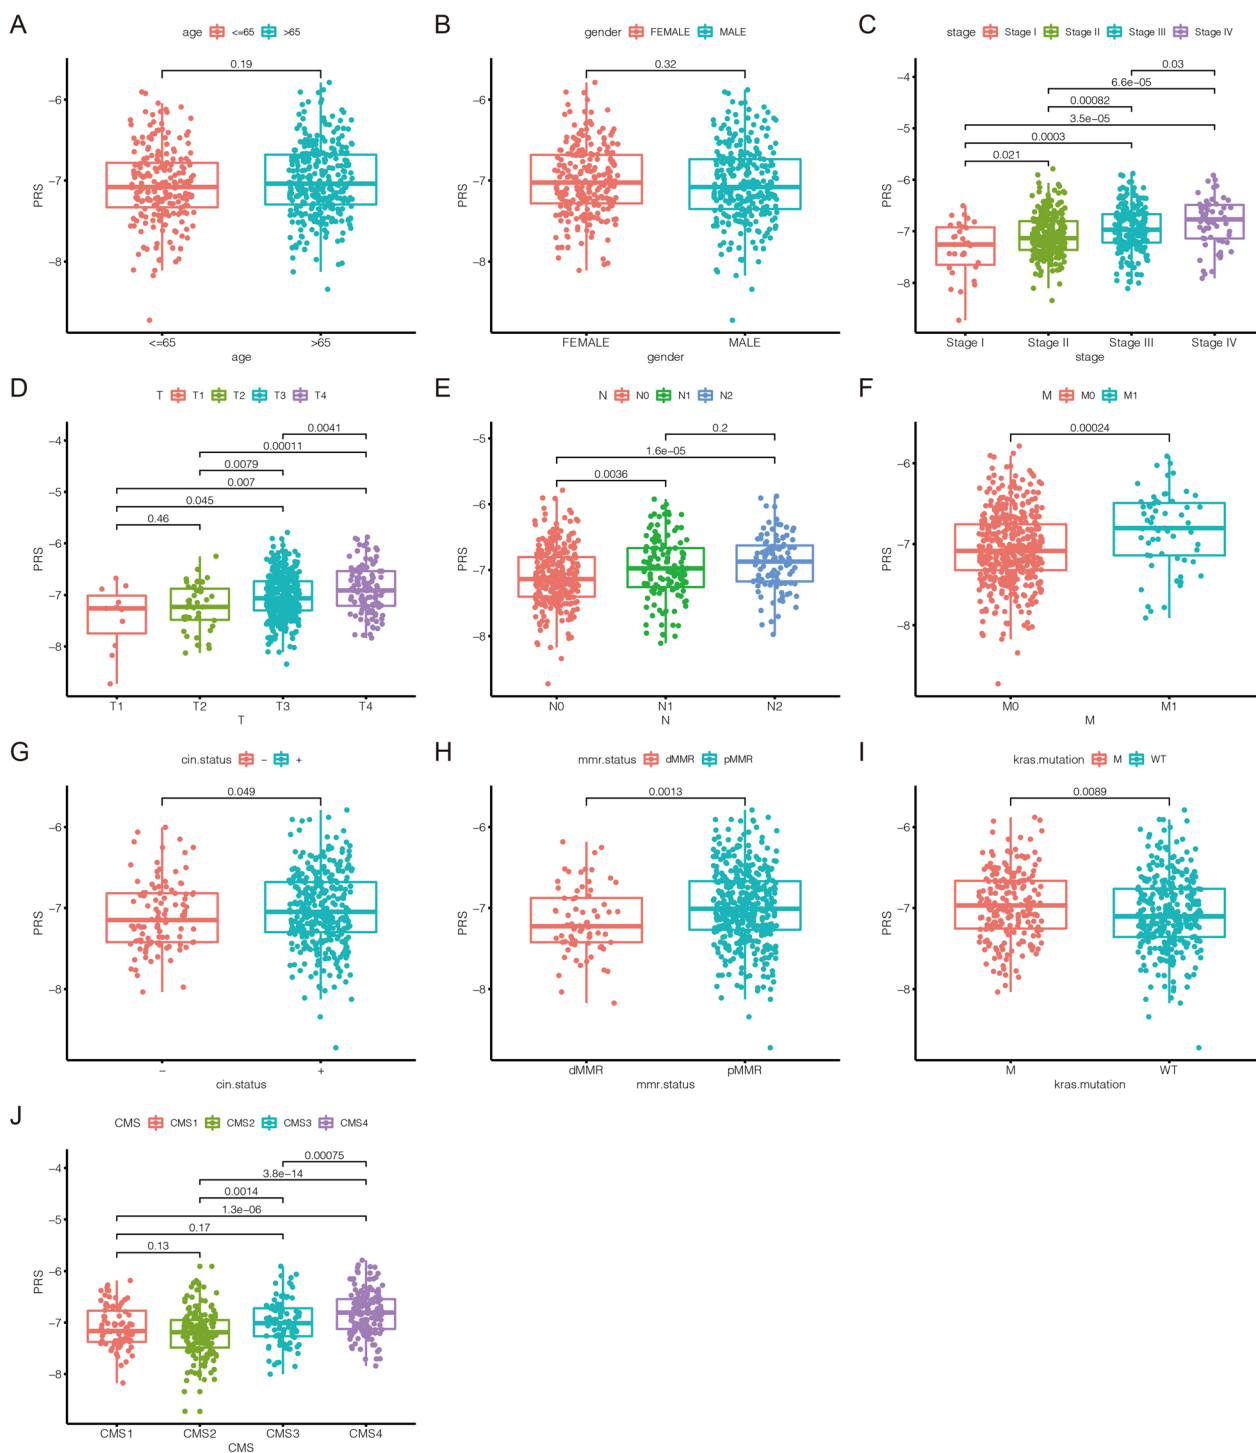 A
age <=65 >65
0.19
−6
−7
−8
PRS
<=65 >65
age
B
gender FEMALE MALE
0.32
−6
−7
−8
PRS
FEMALE MALE
gender
C
stage Stage I Stage II Stage III Stage IV
0.03
6.6e−05
0.00082
3.5e−05
0.0003
0.021
−4
−5
−6
−7
−8
PRS
Stage I Stage II Stage III Stage IV
stage
D
T T1 T2 T3 T4
0.0041
0.00011
0.0079
0.007
0.045
0.46
−4
−5
−6
−7
−8
PRS
T1 T2 T3 T4
T
E
N N0 N1 N2
0.2
1.6e−05
0.0036
−5
−6
−7
−8
PRS
N0 N1 N2
N
F
M M0 M1
0.00024
−6
−7
−8
PRS
M0 M1
M
G
cin.status − +
0.049
−6
−7
−8
PRS
− +
cin.status
H
mmr.status dMMR pMMR
0.0013
−6
−7
−8
PRS
dMMR pMMR
mmr.status
I
kras.mutation M WT
0.0089
−6
−7
−8
PRS
M WT
kras.mutation
J
CMS CMS1 CMS2 CMS3 CMS4
0.00075
3.8e−14
0.0014
1.3e−06
0.17
0.13
−4
−5
−6
−7
−8
PRS
CMS1 CMS2 CMS3 CMS4
CMS